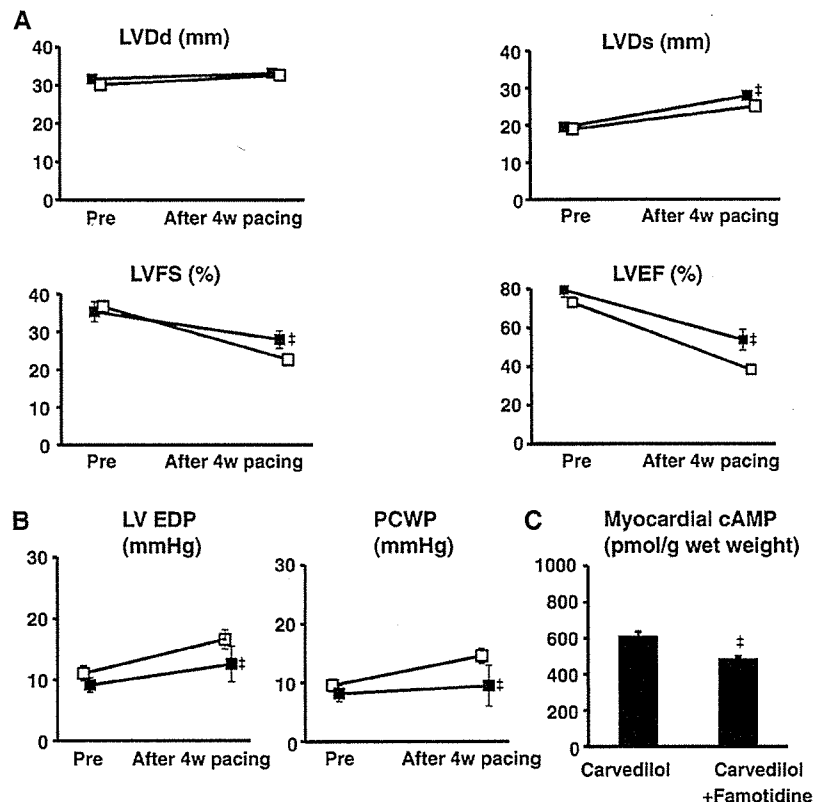 A
LVDd (mm)
40
30
20
10
0
Pre
After 4w pacing
LVDs (mm)
40
30
20
10
0
‡
Pre
After 4w pacing
LVFS (%)
40
30
20
10
0
‡
Pre
After 4w pacing
LVEF (%)
80
60
40
20
0
‡
Pre
After 4w pacing
B
LV EDP
(mmHg)
30
20
10
0
‡
Pre
After 4w pacing
PCWP
(mmHg)
30
20
10
0
‡
Pre
After 4w pacing
C
Myocardial cAMP
(pmol/g wet weight)
1000
800
600
400
200
0
‡
Carvedilol
Carvedilol
+Famotidine